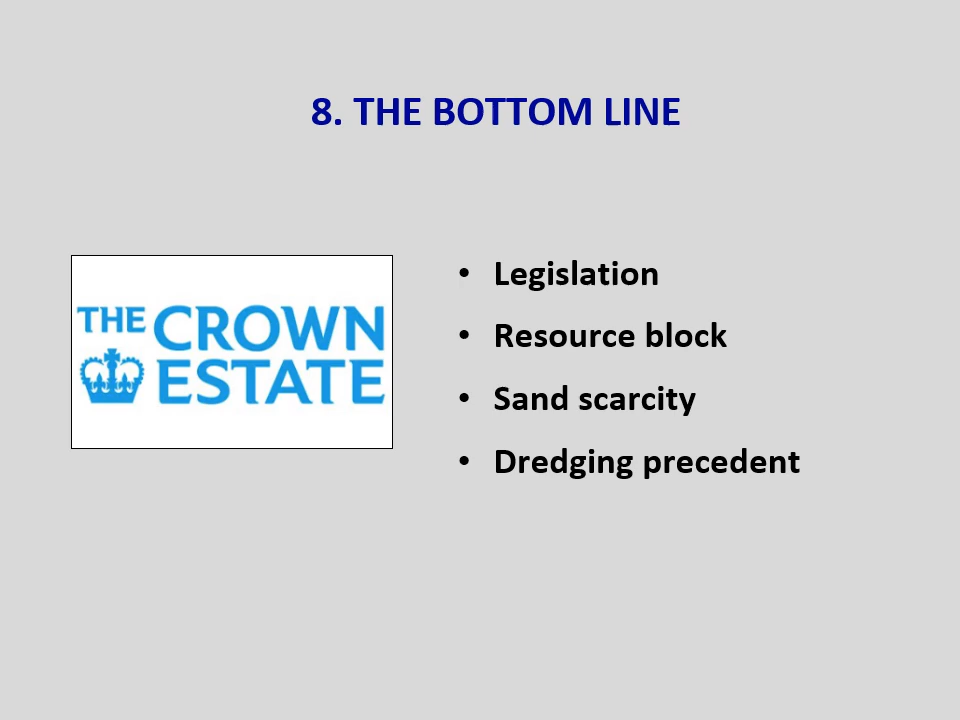 8. THE BOTTOM LINE
THE CROWN
ESTATE
• Legislation
• Resource block
• Sand scarcity
• Dredging precedent